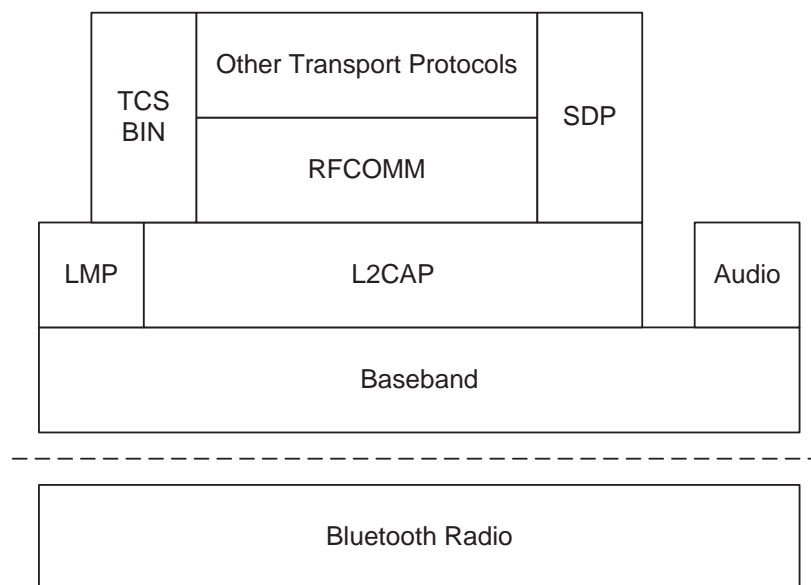 Other Transport Protocols
TCS
BIN
SDP
RFCOMM
LMP
L2CAP
Audio
Baseband
Bluetooth Radio